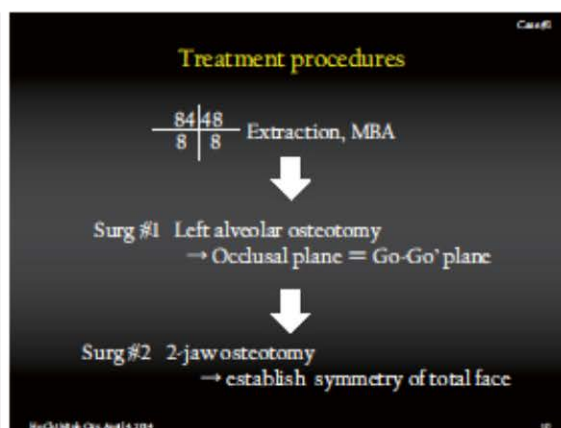 Treatment procedures
84 48
8 8 Extraction, MBA
Surg #1 Left alveolar osteotomy
→ Occlusal plane = Go-Go' plane
Surg #2 2-jaw osteotomy
→ establish symmetry of total face